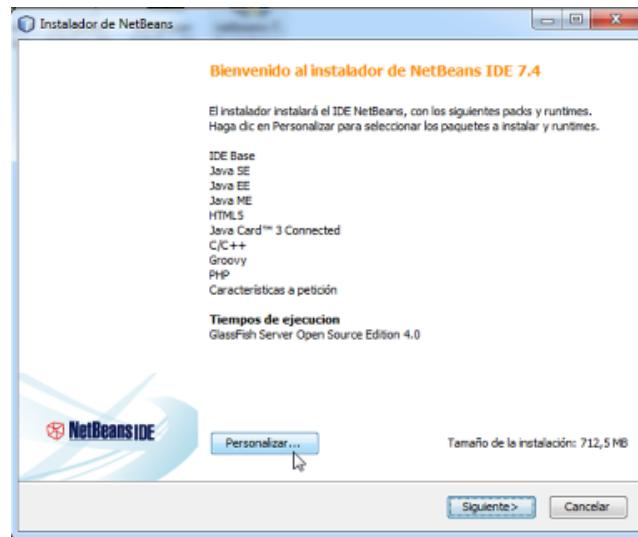 Instalador de NetBeans
Bienvenido al instalador de NetBeans IDE 7.4
El instalador instalará el IDE NetBeans, con los siguientes packs y runtimes.
Haga clic en Personalizar para seleccionar los paquetes a instalar y runtimes.
IDE Base
Java SE
Java EE
Java ME
HTML5
Java Card™ 3 Connected
C/C++
Groovy
PHP
Características a petición
Tiempos de ejecucion
GlassFish Server Open Source Edition 4.0
NetBeans IDE
Personalizar...
Tamaño de la instalación: 712,5 MB
Siguiente >
Cancelar